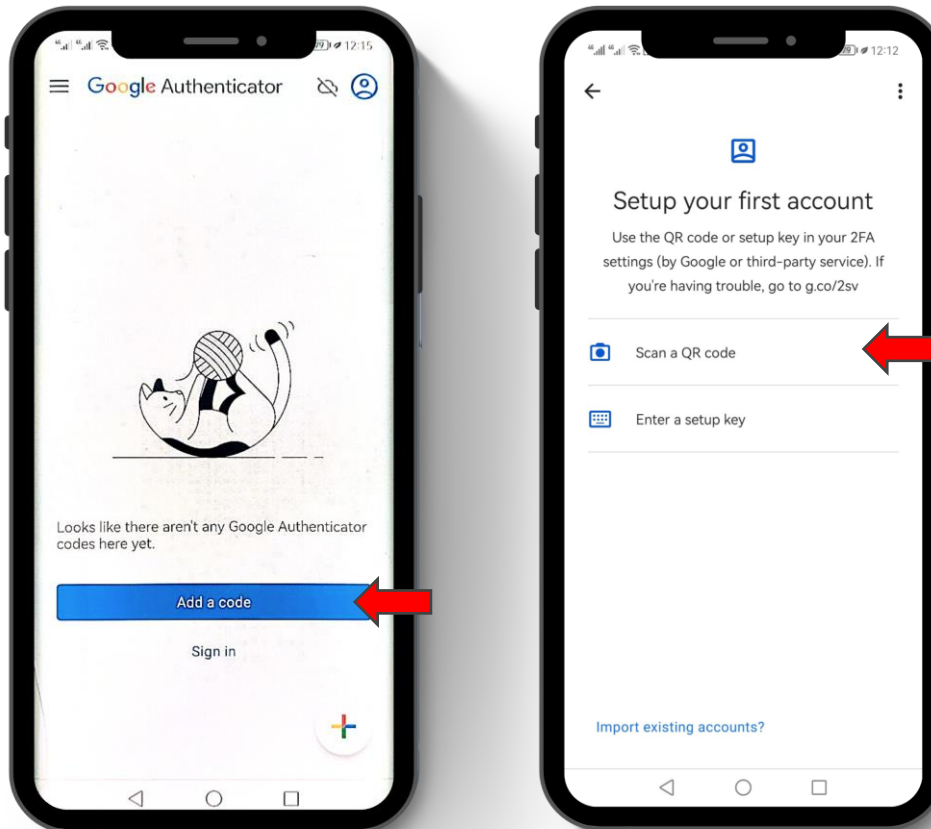 12:15
Google Authenticator
Looks like there aren't any Google Authenticator
codes here yet.
Add a code
Sign in
12:12
Setup your first account
Use the QR code or setup key in your 2FA
settings (by Google or third-party service). If
you're having trouble, go to g.co/2sv
Scan a QR code
Enter a setup key
Import existing accounts?